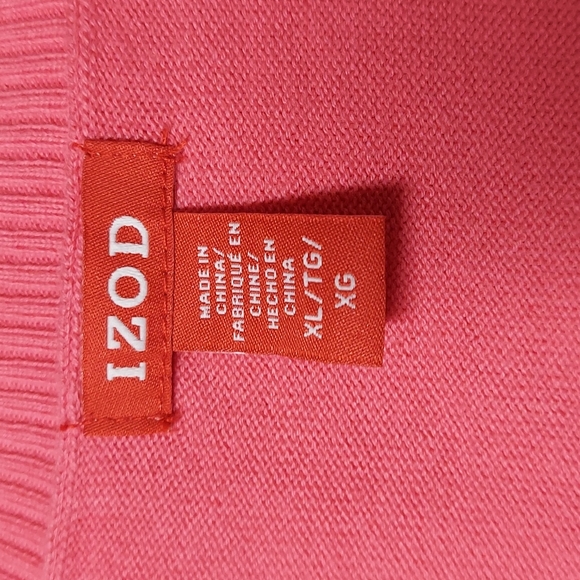 IZOD
MADE IN
CHINA/
FABRIQUÉ EN
CHINE/
HECHO EN
CHINA
XL/TG/
XG